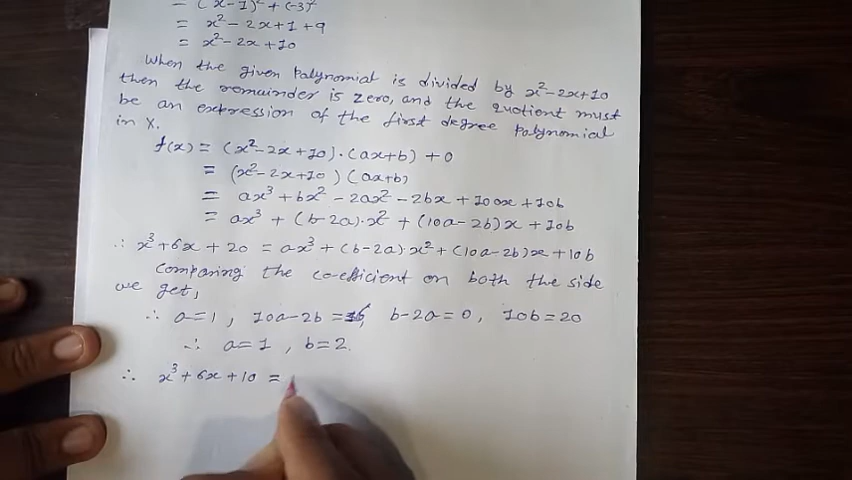 = (x-1)² + (-3)²
= x² - 2x + 1 + 9
= x² - 2x + 10
When the given Polynomial is divided by x² - 2x + 10
then the remainder is zero, and the quotient must
be an expression of the first degree Polynomial
in X.
f(x) = (x² - 2x + 10) · (ax + b) + 0
= (x² - 2x + 10) (ax + b)
= ax³ + bx² - 2ax² - 2bx + 10ax + 10b
= ax³ + (b - 2a) · x² + (10a - 2b) x + 10b
∴ x³ + 6x + 20 = ax³ + (b - 2a) · x² + (10a - 2b) x + 10b
Comparing the co-efficient on both the side
we get,
∴ a = 1 , 10a - 2b = 6, b - 2a = 0, 10b = 20
∴ a = 1 , b = 2.
∴ x³ + 6x + 10 =